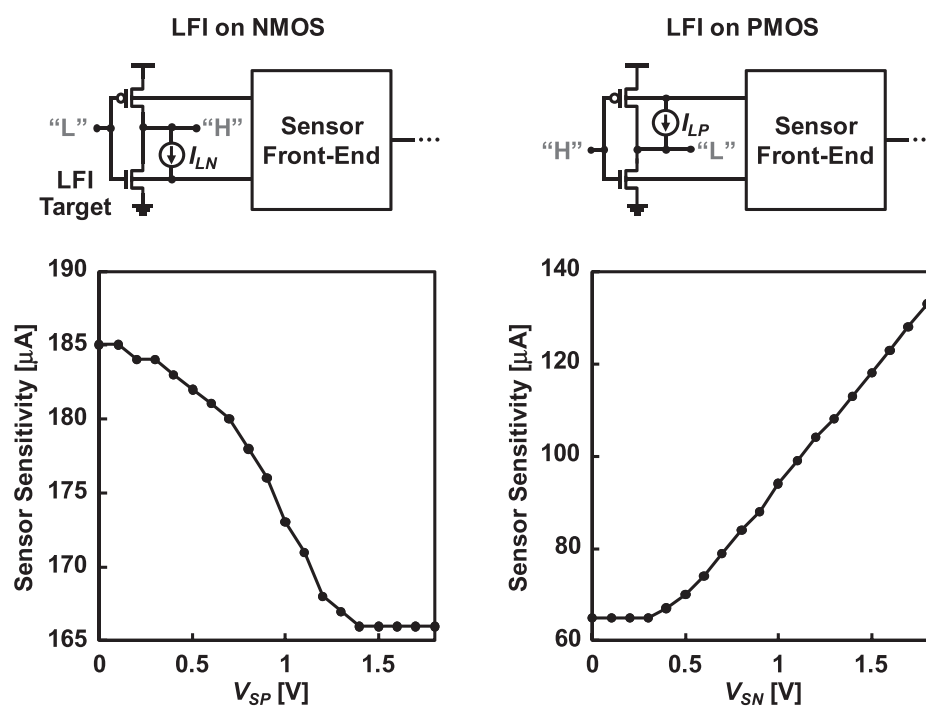 LFI on NMOS
“L”
“H”
I_LN
LFI
Target
Sensor
Front-End
LFI on PMOS
“H”
“L”
I_LP
Sensor
Front-End
Sensor Sensitivity [µA]
190
185
180
175
170
165
0
0.5
1
1.5
V_SP [V]
Sensor Sensitivity [µA]
140
120
100
80
60
0
0.5
1
1.5
V_SN [V]